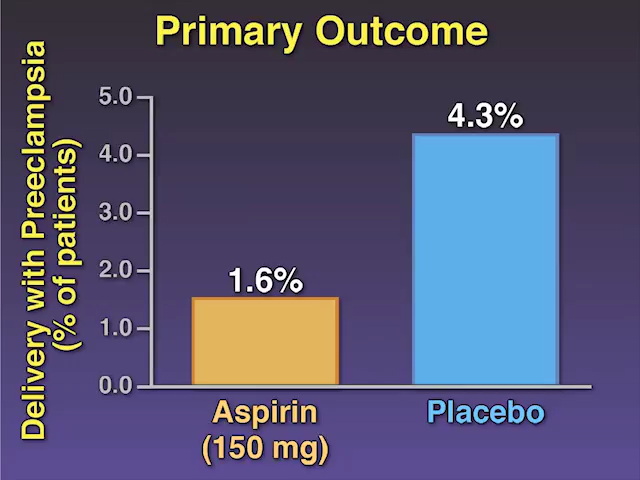 Primary Outcome
Delivery with Preeclampsia
(% of patients)
5.0
4.0
3.0
2.0
1.0
0.0
1.6%
4.3%
Aspirin
(150 mg)
Placebo